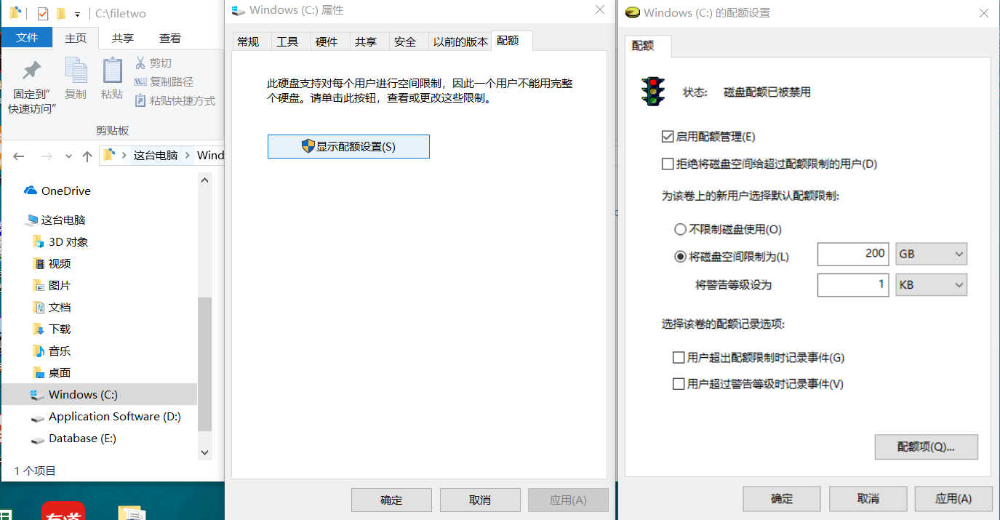 C:\filetwo
文件
主页
共享
查看
固定到"
快速访问"
复制
粘贴
剪切
复制路径
粘贴快捷方式
剪贴板
这台电脑
Wind
OneDrive
这台电脑
3D 对象
视频
图片
文档
下载
音乐
桌面
Windows (C:)
Application Software (D:)
Database (E:)
1 个项目
有道
Windows (C:) 属性
常规
工具
硬件
共享
安全
以前的版本
配额
此硬盘支持对每个用户进行空间限制，因此一个用户不能用完整
个硬盘。请单击此按钮，查看或更改这些限制。
显示配额设置(S)
确定
取消
应用(A)
Windows (C:) 的配额设置
配额
状态: 磁盘配额已被禁用
启用配额管理(E)
拒绝将磁盘空间给超过配额限制的用户(D)
为该卷上的新用户选择默认配额限制:
不限制磁盘使用(O)
将磁盘空间限制为(L) 200 GB
将警告等级设为 1 KB
选择该卷的配额记录选项:
用户超出配额限制时记录事件(G)
用户超过警告等级时记录事件(V)
配额项(Q)...
确定
取消
应用(A)